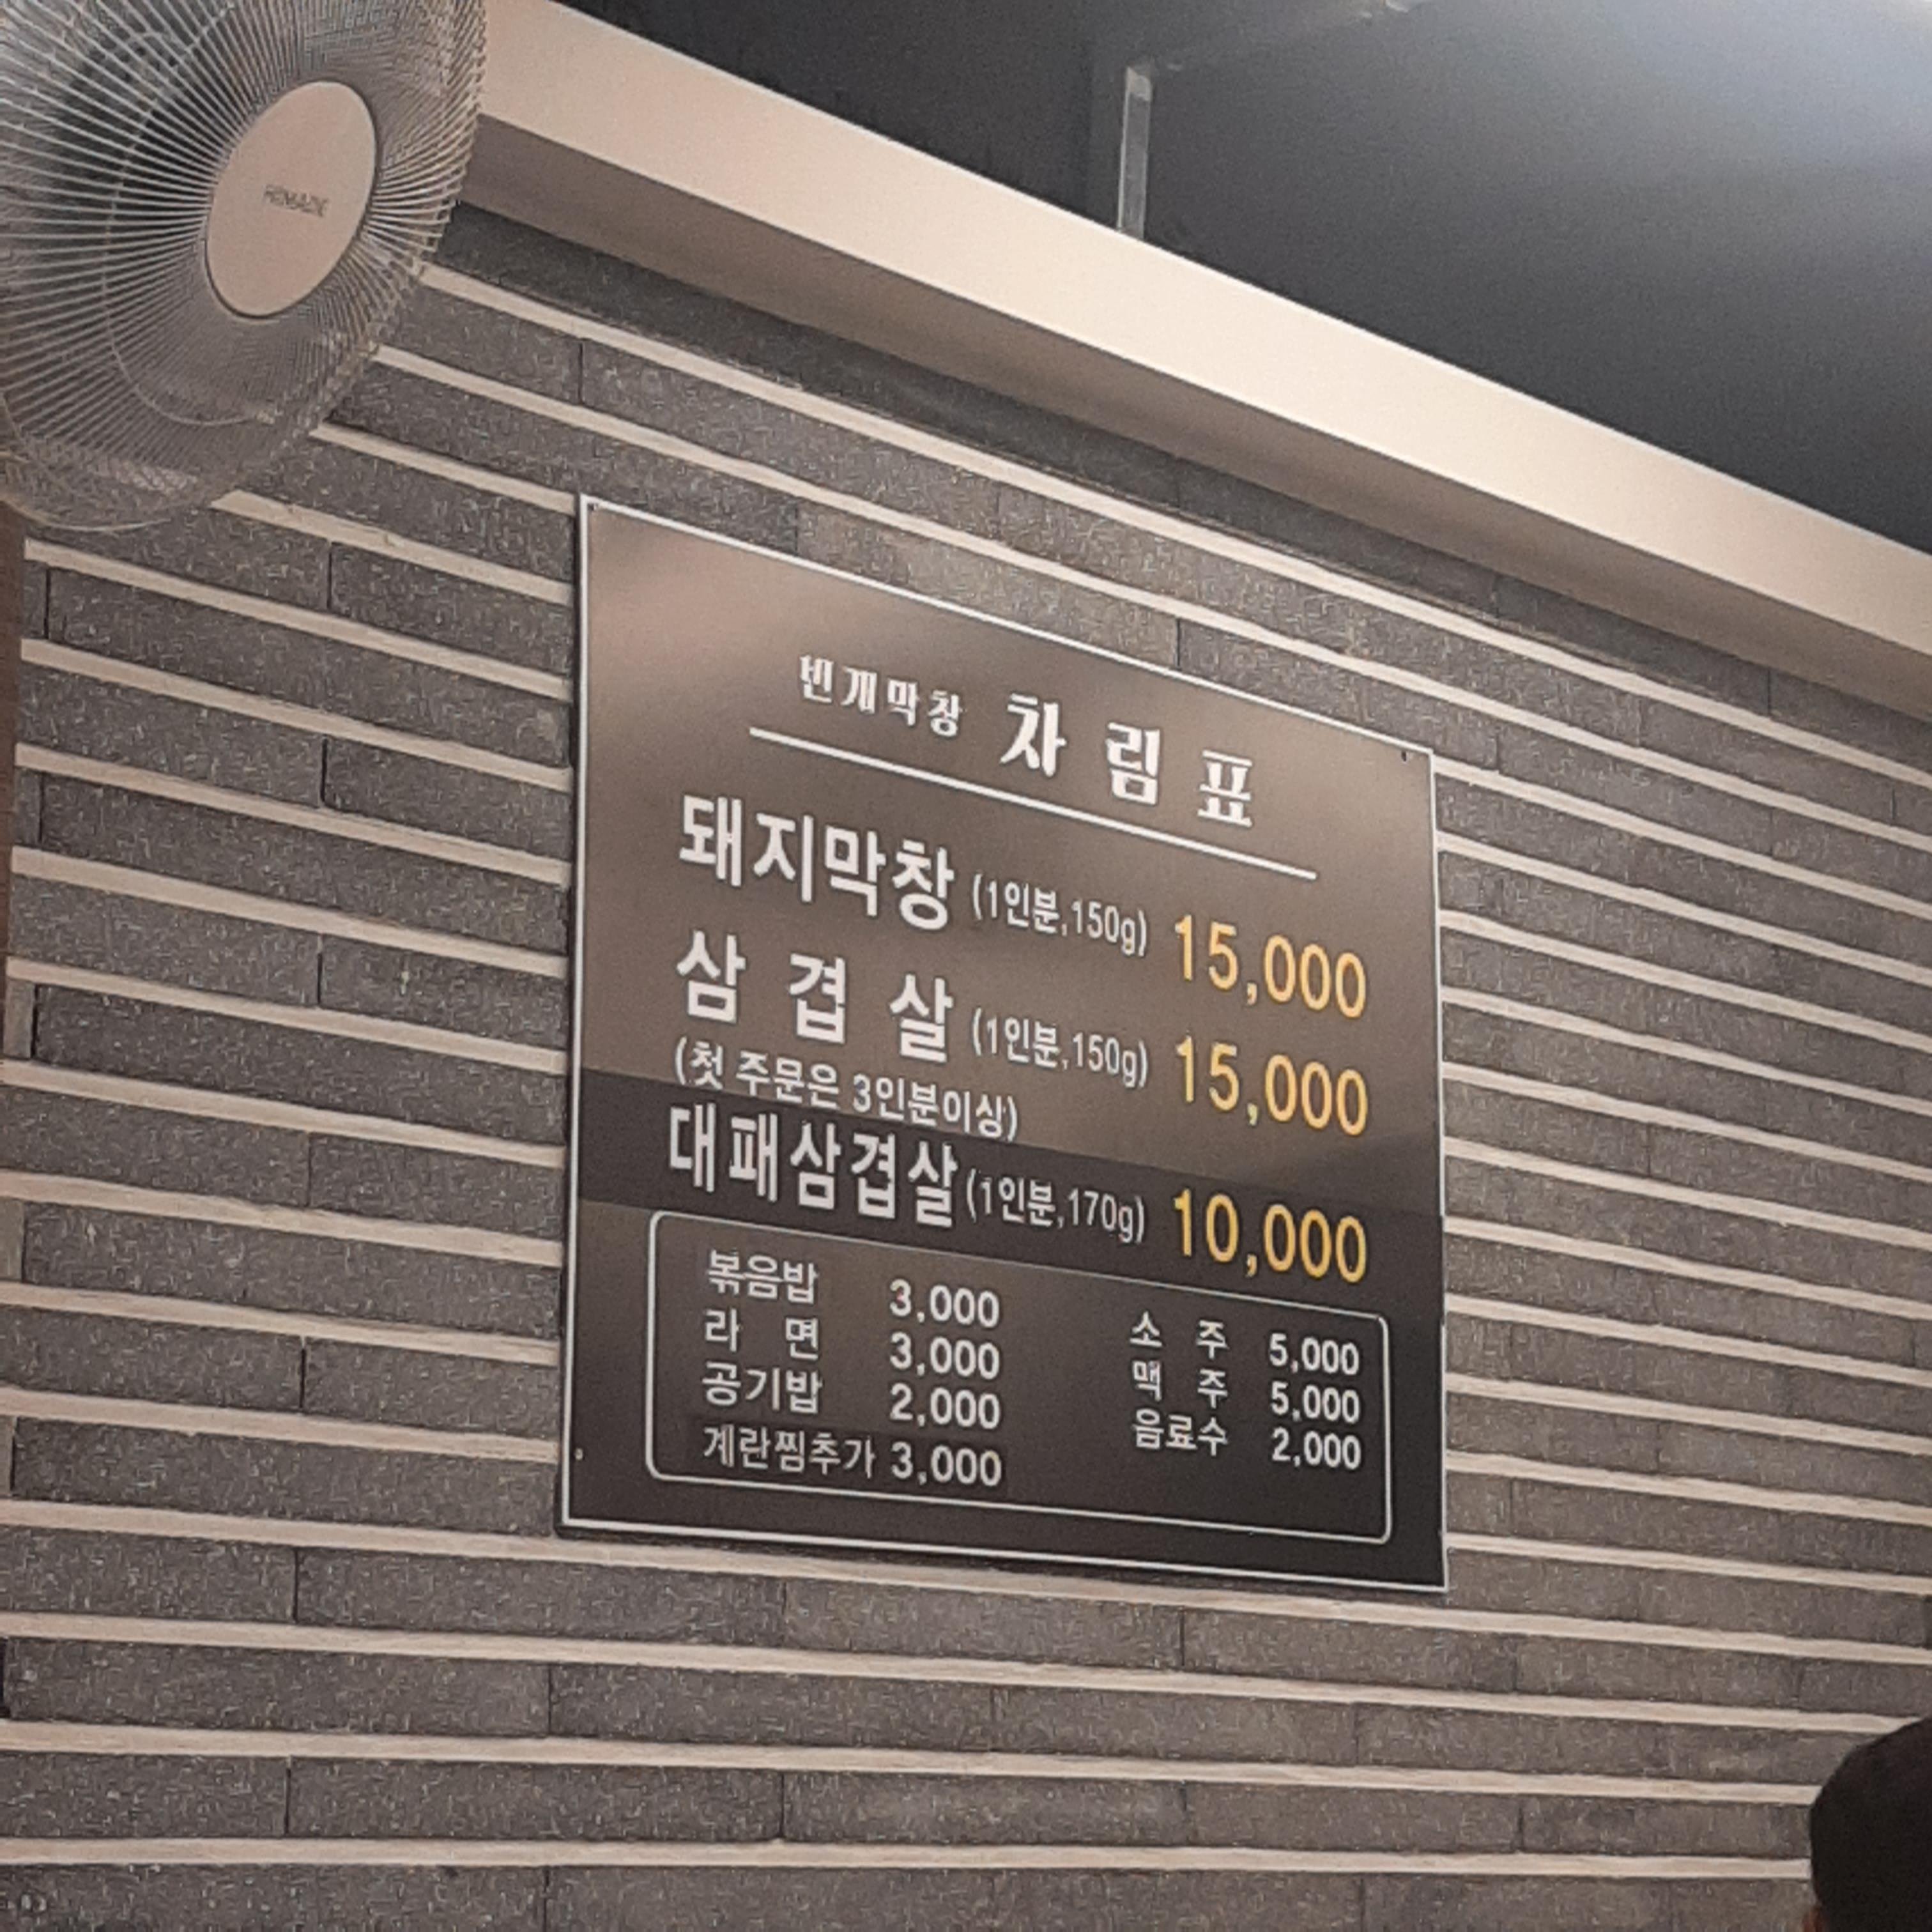 번개막창 차림표
돼지막창 (1인분,150g) 15,000
삼겹살 (1인분,150g) 15,000
(첫 주문은 3인분이상)
대패삼겹살 (1인분,170g) 10,000
볶음밥 3,000
라면 3,000
공기밥 2,000
계란찜추가 3,000
소주 5,000
맥주 5,000
음료수 2,000